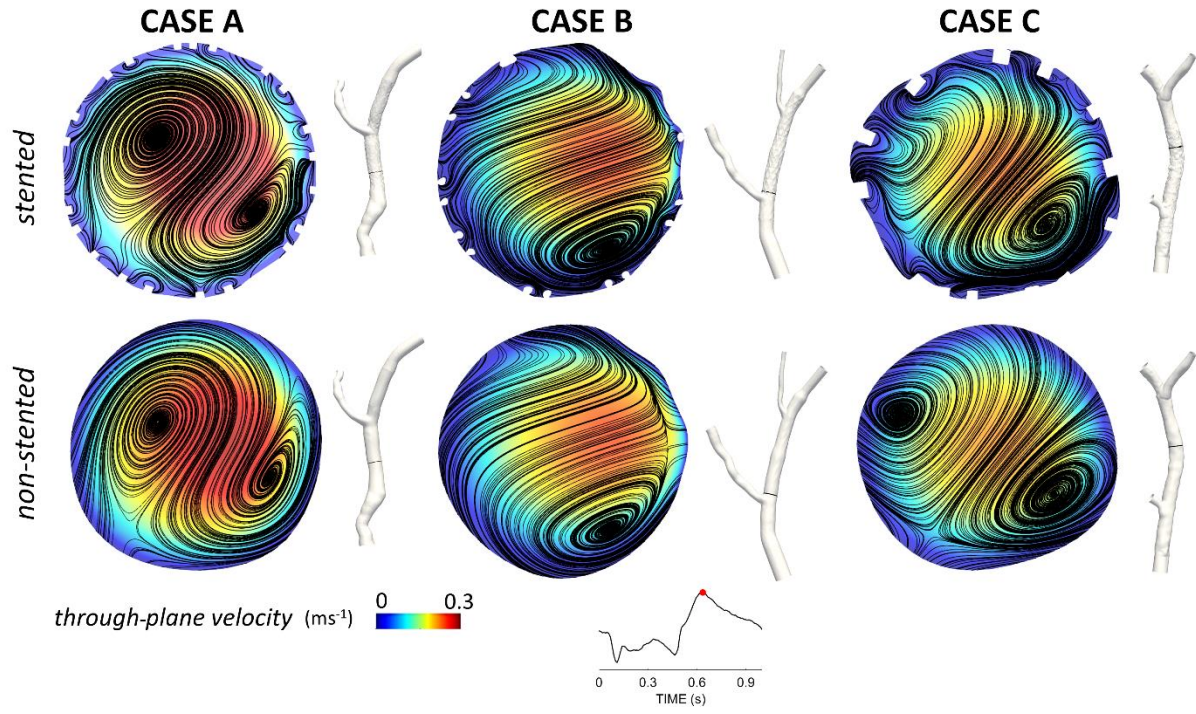 CASE A
CASE B
CASE C
stented
non-stented
through-plane velocity (ms⁻¹)
0 0.3
0 0.3 0.6 0.9
TIME (s)